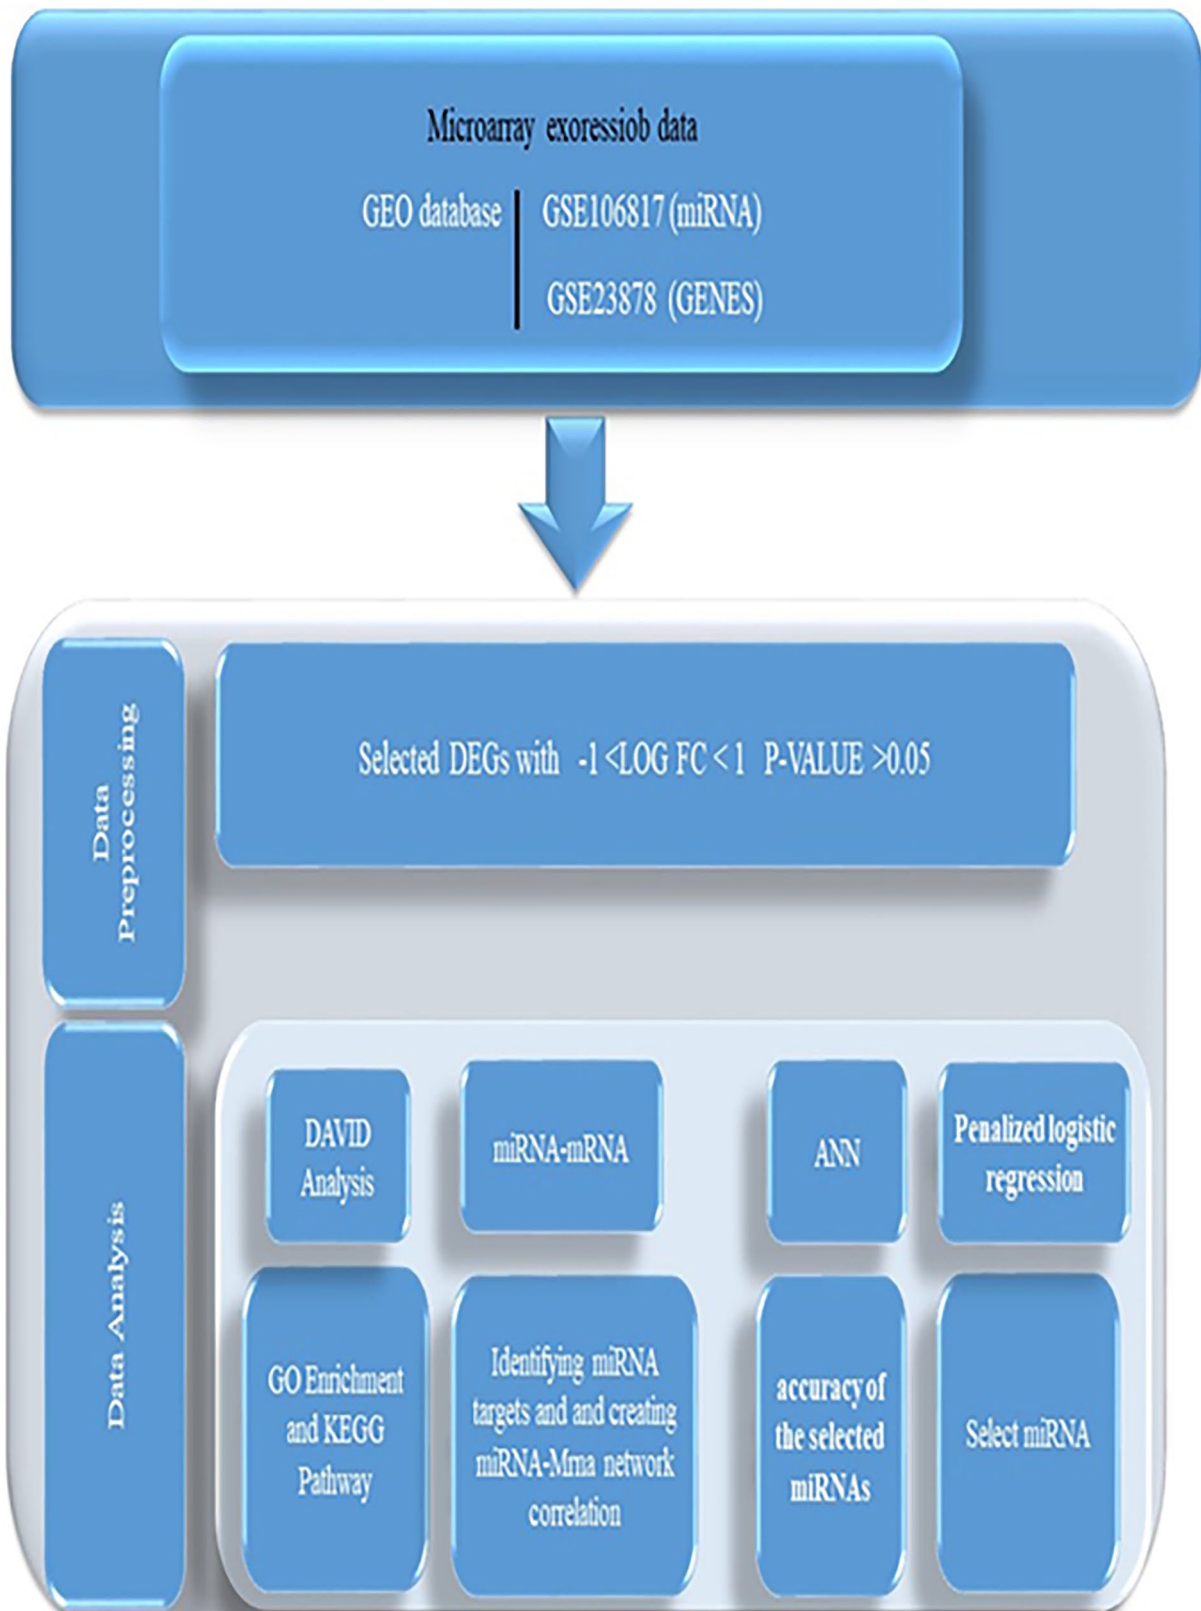 Microarray exoressiob data
GEO database
GSE106817 (miRNA)
GSE23878 (GENES)
Data
Preprocessing
Selected DEGs with -1 <LOG FC < 1 P-VALUE >0.05
Data Analysis
DAVID
Analysis
miRNA-mRNA
ANN
Penalized logistic
regression
GO Enrichment
and KEGG
Pathway
Identifying miRNA
targets and and creating
miRNA-Mrna network
correlation
accuracy of
the selected
miRNAs
Select miRNA